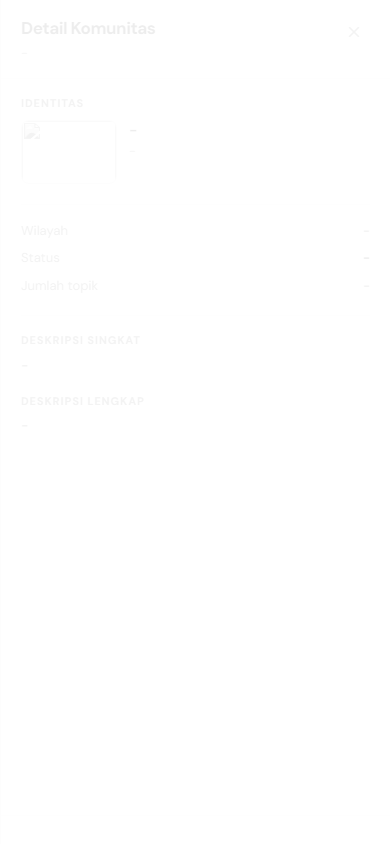 Detail Komunitas ×
-
IDENTITAS
-
-
Wilayah -
Status -
Jumlah topik -
DESKRIPSI SINGKAT
-
DESKRIPSI LENGKAP
-